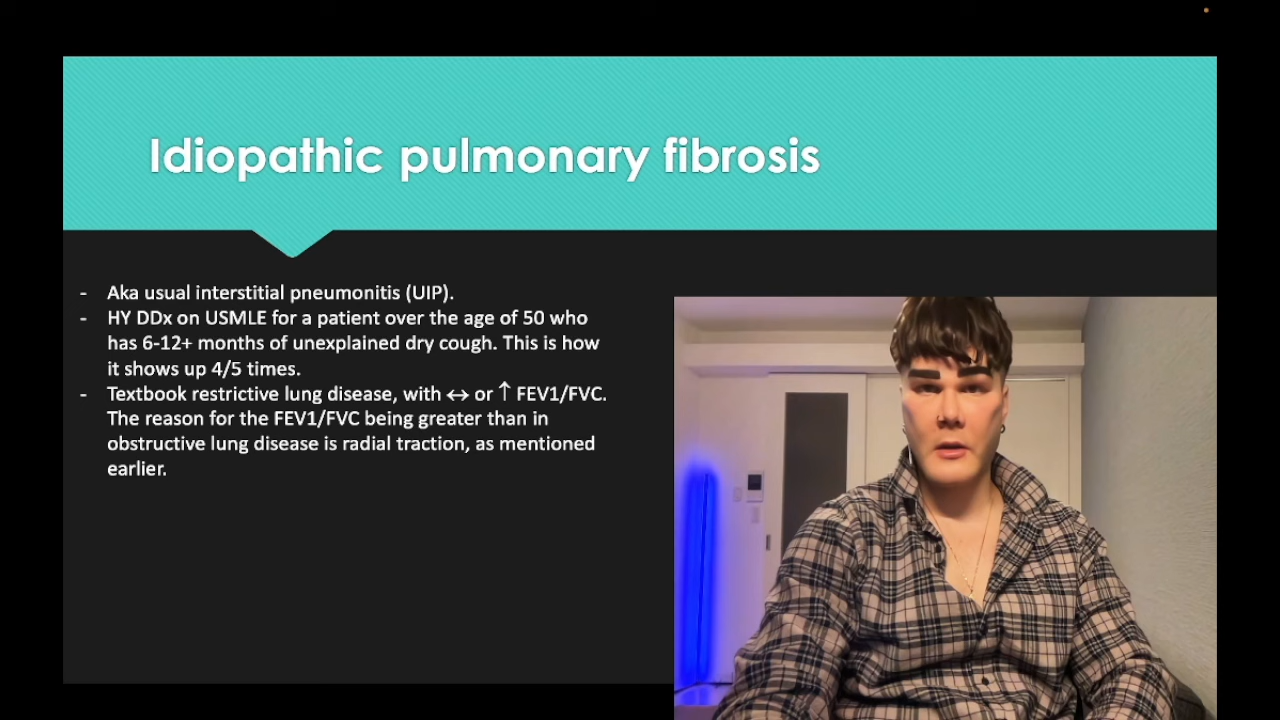 Idiopathic pulmonary fibrosis
- Aka usual interstitial pneumonitis (UIP).
- HY DDx on USMLE for a patient over the age of 50 who
has 6-12+ months of unexplained dry cough. This is how
it shows up 4/5 times.
- Textbook restrictive lung disease, with ↔ or ↑ FEV1/FVC.
The reason for the FEV1/FVC being greater than in
obstructive lung disease is radial traction, as mentioned
earlier.